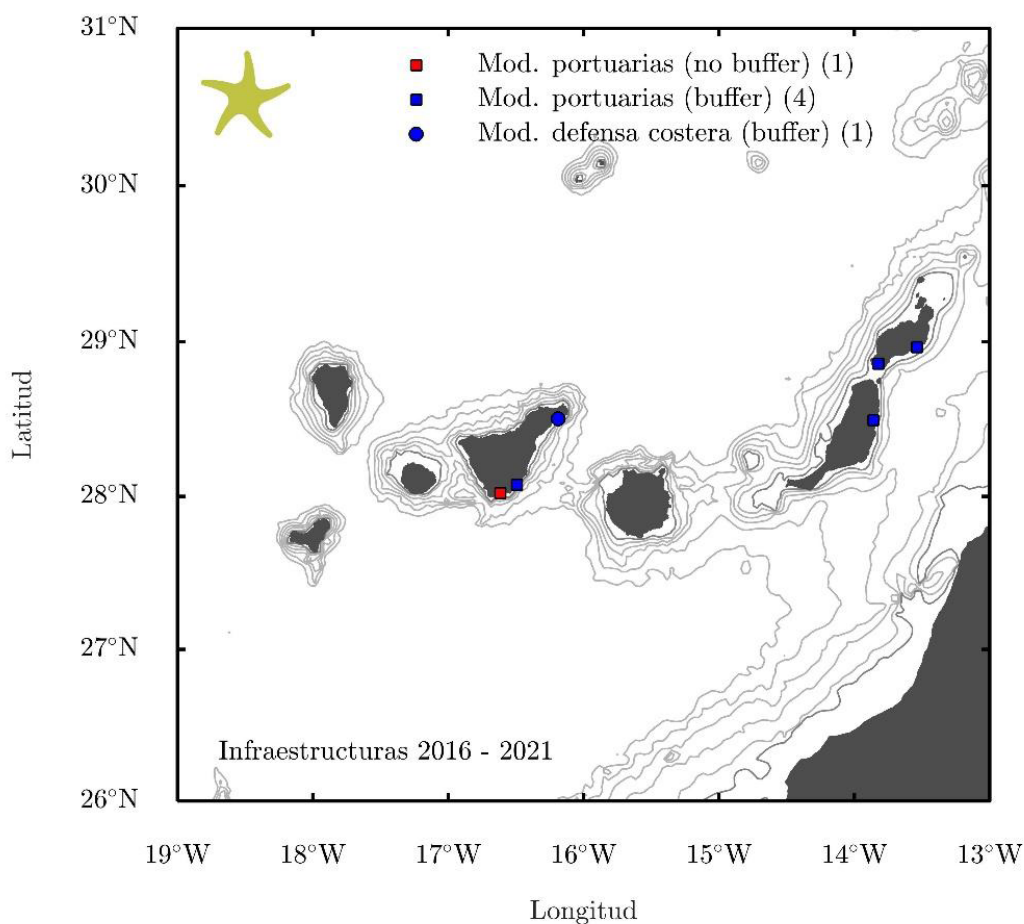 31°N
30°N
29°N
28°N
27°N
26°N
Latitud
Mod. portuarias (no buffer) (1)
Mod. portuarias (buffer) (4)
Mod. defensa costera (buffer) (1)
Infraestructuras 2016 - 2021
19°W 18°W 17°W 16°W 15°W 14°W 13°W
Longitud